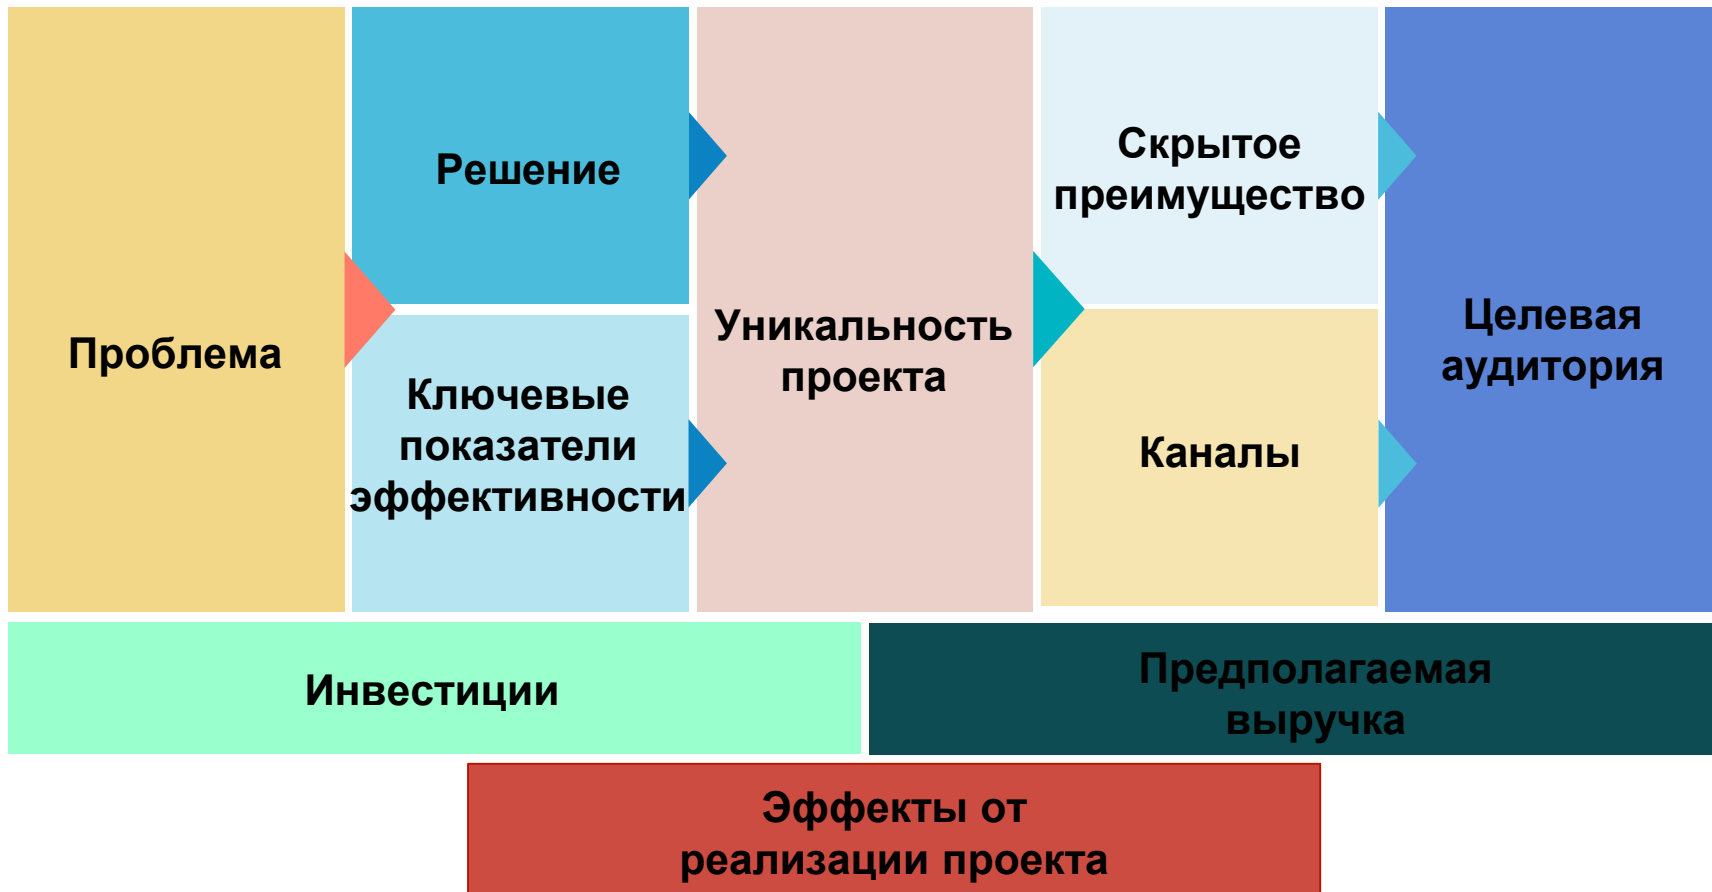 Проблема
Решение
Ключевые
показатели
эффективности
Уникальность
проекта
Скрытое
преимущество
Каналы
Целевая
аудитория
Инвестиции
Предполагаемая
выручка
Эффекты от
реализации проекта